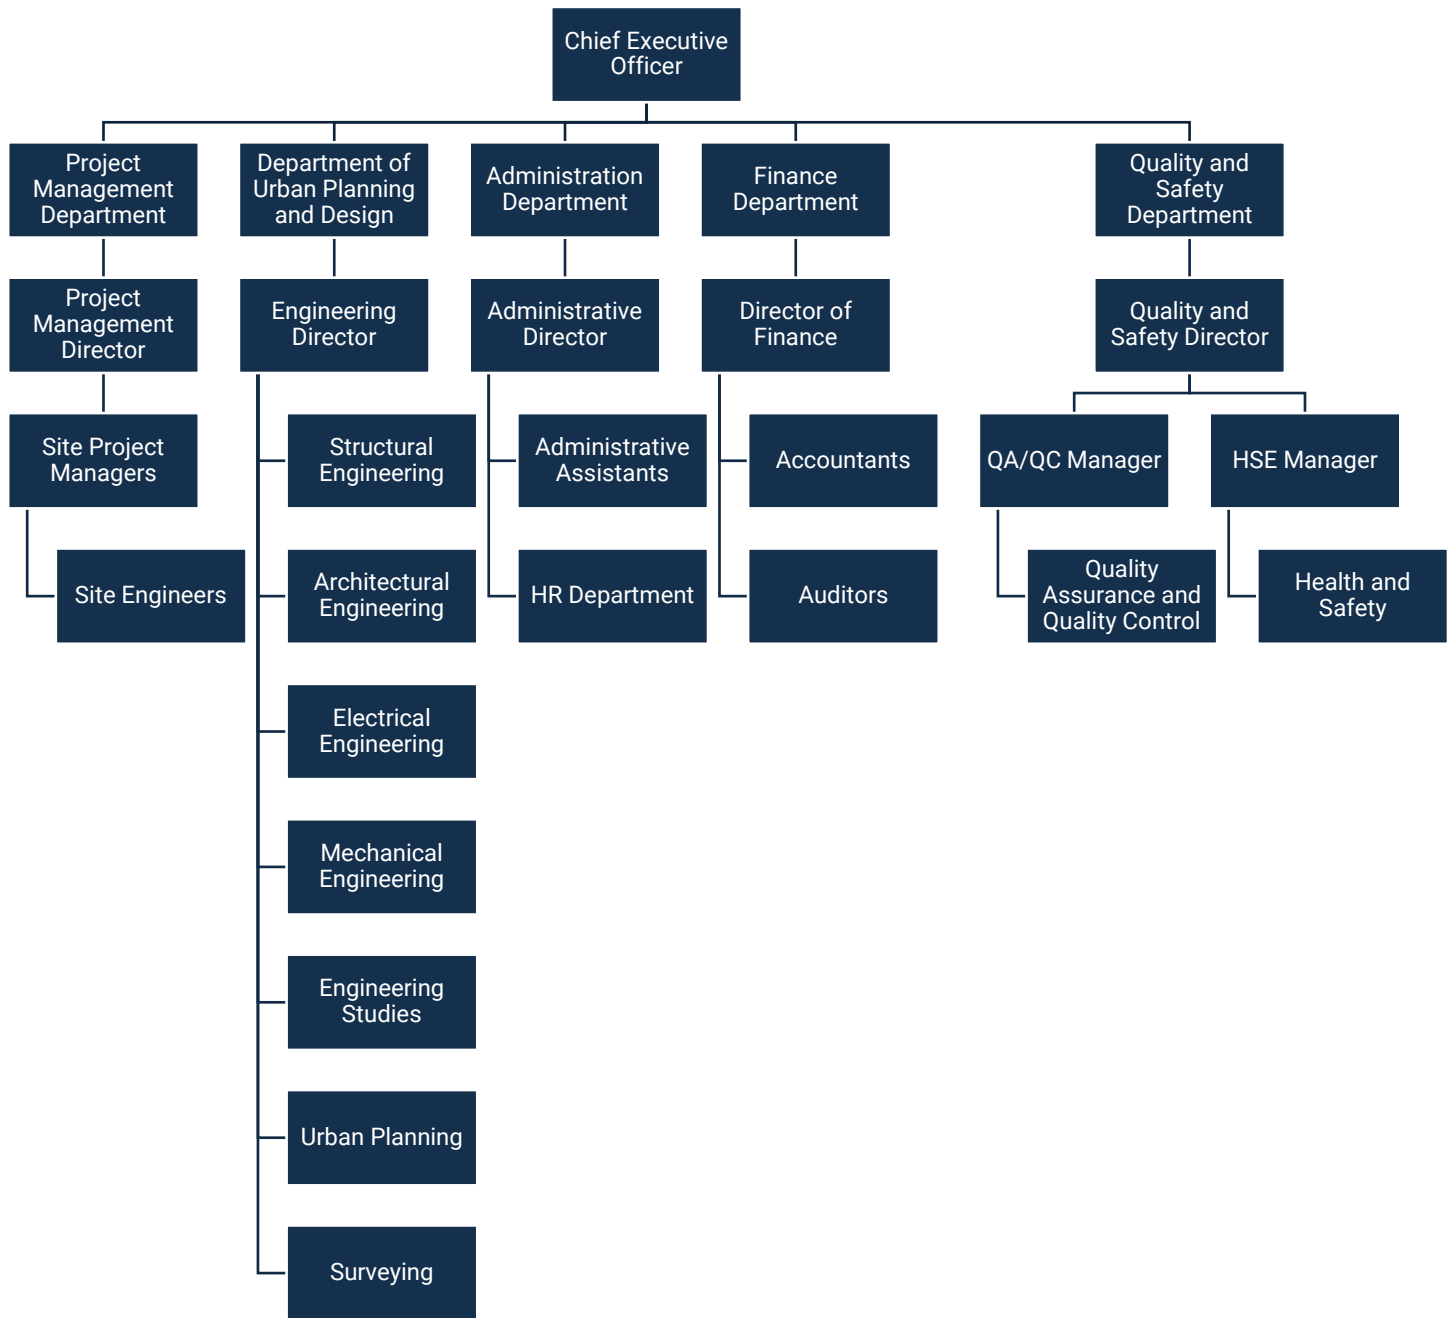 Chief Executive
Officer
Project
Management
Department
Department of
Urban Planning
and Design
Administration
Department
Finance
Department
Quality and
Safety
Department
Project
Management
Director
Engineering
Director
Administrative
Director
Director of
Finance
Quality and
Safety Director
Site Project
Managers
Structural
Engineering
Administrative
Assistants
Accountants
QA/QC Manager
HSE Manager
Site Engineers
Architectural
Engineering
HR Department
Auditors
Quality
Assurance and
Quality Control
Health and
Safety
Electrical
Engineering
Mechanical
Engineering
Engineering
Studies
Urban Planning
Surveying